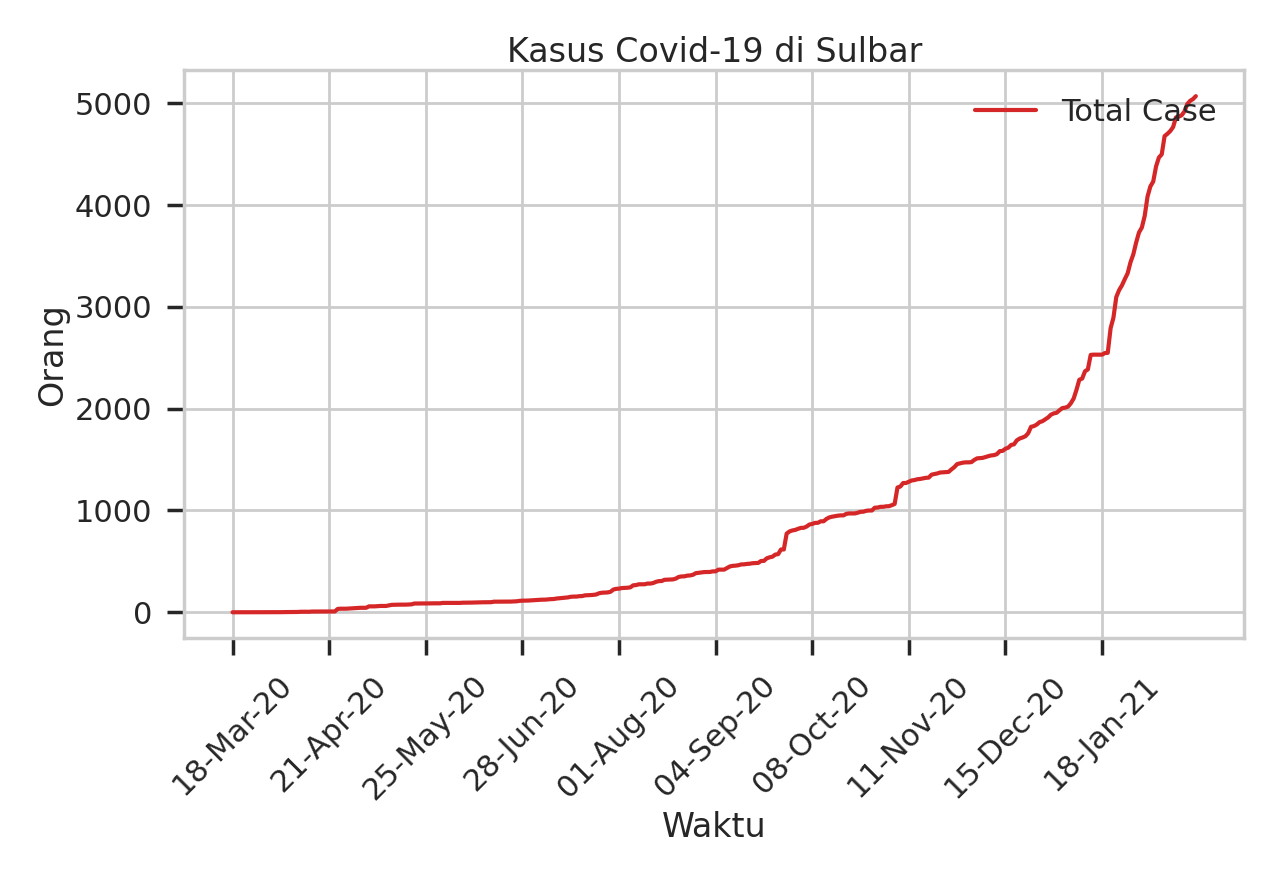 Kasus Covid-19 di Sulbar
Total Case
Orang
5000
4000
3000
2000
1000
0
18-Mar-20
21-Apr-20
25-May-20
28-Jun-20
01-Aug-20
04-Sep-20
08-Oct-20
11-Nov-20
15-Dec-20
18-Jan-21
Waktu